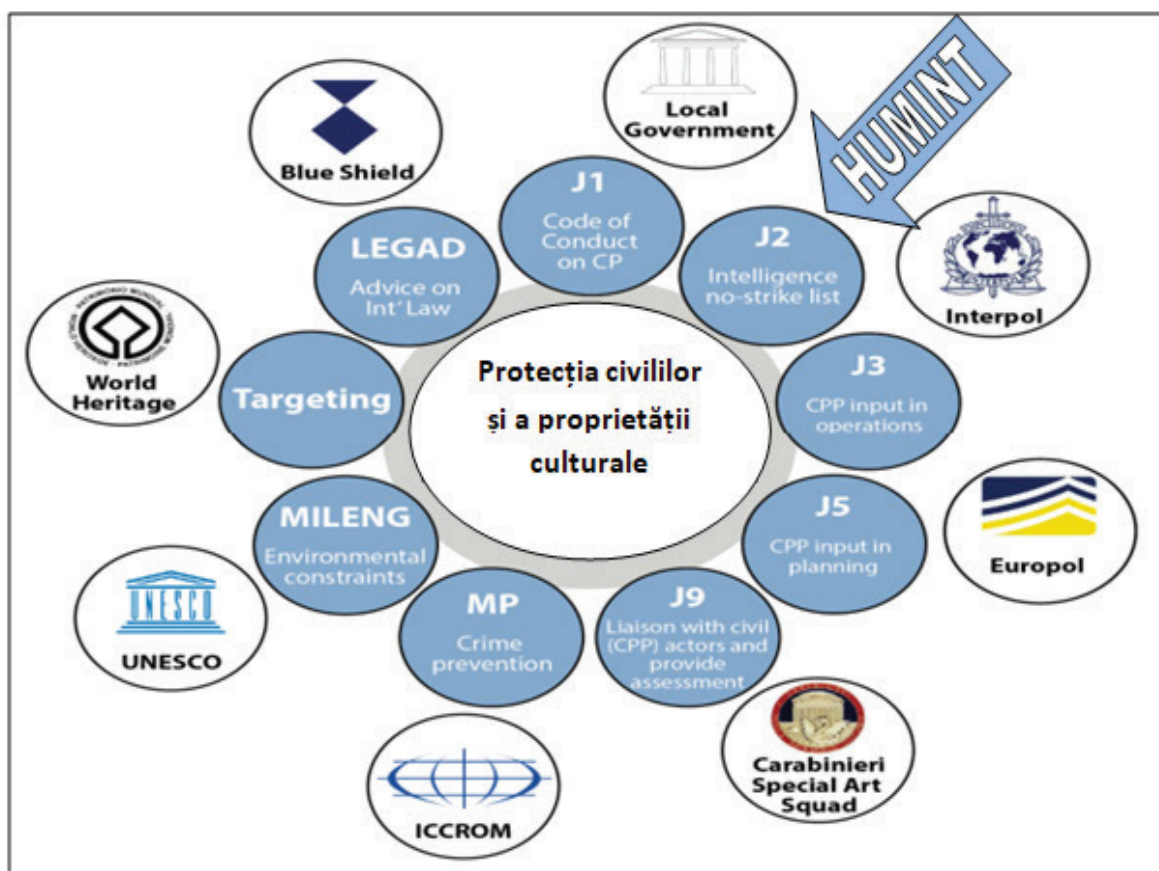 Local
Government
HUMINT
Blue Shield
J1
Code of
Conduct
on CP
J2
Intelligence
no-strike list
Interpol
LEGAD
Advice on
Int' Law
World
Heritage
Targeting
Protecția civililor
și a proprietății
culturale
J3
CPP input in
operations
J5
CPP input in
planning
Europol
MILENG
Environmental
constraints
UNESCO
UNESCO
MP
Crime
prevention
J9
Liaison with civil
(CPP) actors and
provide
assessment
Carabinieri
Special Art
Squad
ICCROM